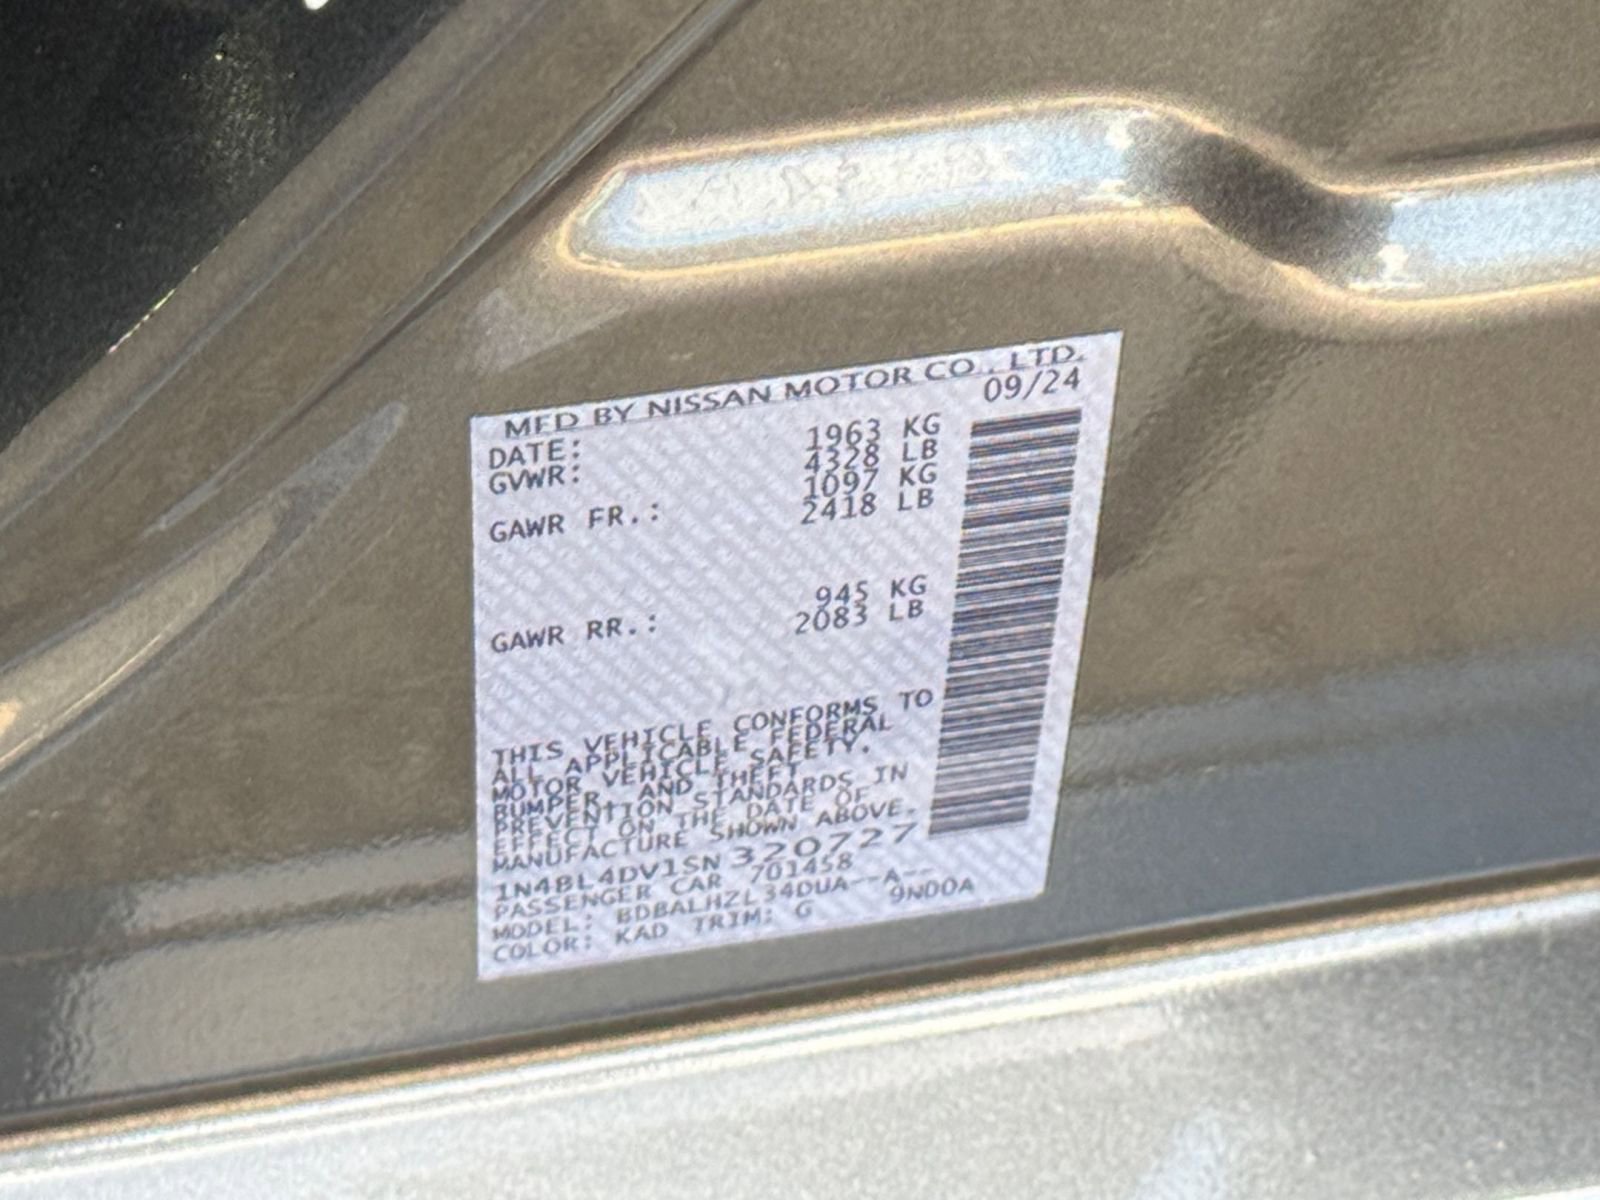 MFD BY NISSAN MOTOR CO., LTD.
DATE: 09/24
GVWR: 1963 KG
4328 LB
GAWR FR.: 1097 KG
2418 LB
GAWR RR.: 945 KG
2083 LB
THIS VEHICLE CONFORMS TO
ALL APPLICABLE FEDERAL
MOTOR VEHICLE SAFETY,
BUMPER, AND THEFT
PREVENTION STANDARDS IN
EFFECT ON THE DATE OF
MANUFACTURE SHOWN ABOVE.
1N4BL4DV1SN320727
PASSENGER CAR 701458
MODEL: BDBALHZL34DUA--A--
COLOR: KAD TRIM: G 9N00A